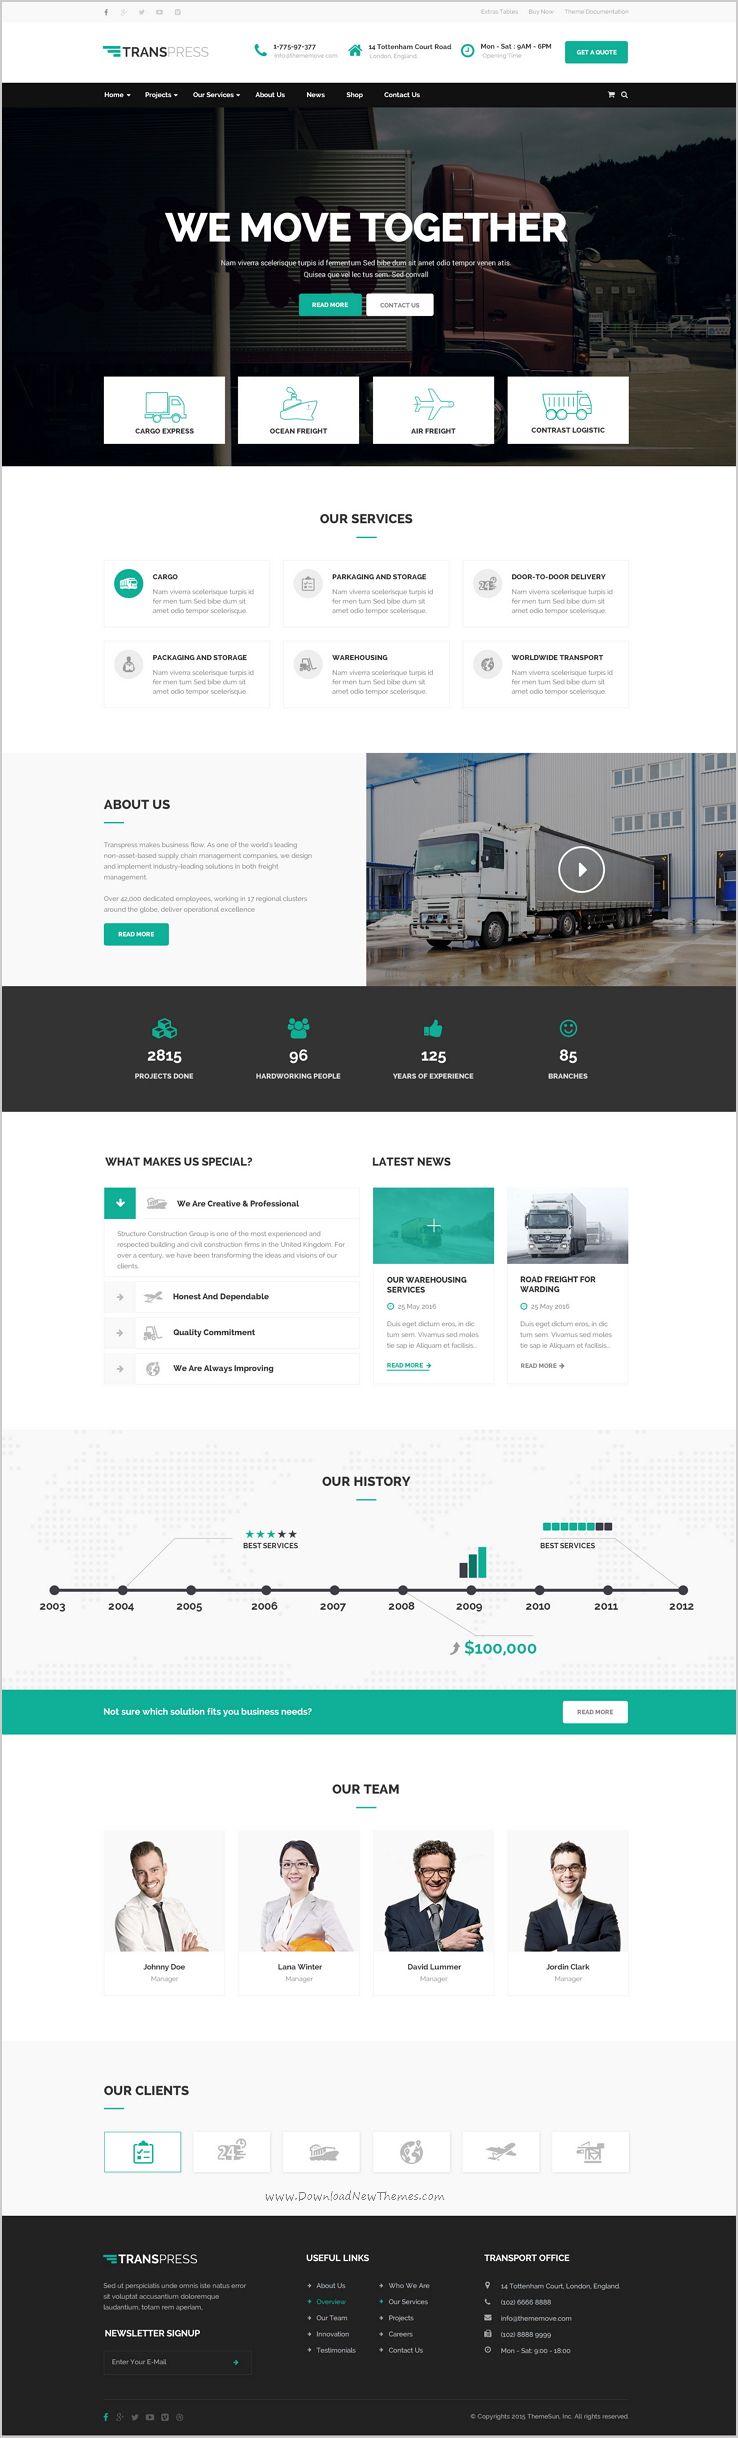 Extras Tables Buy Now Theme Documentation
TRANSPRESS
1-775-97-377
info@thememove.com
14 Tottenham Court Road
London, England.
Mon - Sat : 9AM - 6PM
Opening Time
GET A QUOTE
Home Projects Our Services About Us News Shop Contact Us
WE MOVE TOGETHER
Nam viverra scelerisque turpis id fermentum Sed bibe dum sit amet odio tempor venen atis.
Quisea que vel lec tus sem. Sed convall
READ MORE CONTACT US
CARGO EXPRESS
OCEAN FREIGHT
AIR FREIGHT
CONTRAST LOGISTIC
OUR SERVICES
CARGO
Nam viverra scelerisque turpis id
fer men tum Sed bibe dum sit
amet odio tempor scelerisque.
PARKAGING AND STORAGE
Nam viverra scelerisque turpis id
fer men tum Sed bibe dum sit
amet odio tempor scelerisque.
DOOR-TO-DOOR DELIVERY
Nam viverra scelerisque turpis id
fer men tum Sed bibe dum sit
amet odio tempor scelerisque.
PACKAGING AND STORAGE
Nam viverra scelerisque turpis id
fer men tum Sed bibe dum sit
amet odio tempor scelerisque.
WAREHOUSING
Nam viverra scelerisque turpis id
fer men tum Sed bibe dum sit
amet odio tempor scelerisque.
WORLDWIDE TRANSPORT
Nam viverra scelerisque turpis id
fer men tum Sed bibe dum sit
amet odio tempor scelerisque.
ABOUT US
Transpress makes business flow. As one of the world's leading
non-asset-based supply chain management companies, we design
and implement industry-leading solutions in both freight
management.
Over 42,000 dedicated employees, working in 17 regional clusters
around the globe, deliver operational excellence
READ MORE
2815
PROJECTS DONE
96
HARDWORKING PEOPLE
125
YEARS OF EXPERIENCE
85
BRANCHES
WHAT MAKES US SPECIAL?
We Are Creative & Professional
Structure Construction Group is one of the most experienced and
respected building and civil construction firms in the United Kingdom. For
over a century, we have been transforming the ideas and visions of our
clients.
Honest And Dependable
Quality Commitment
We Are Always Improving
LATEST NEWS
OUR WAREHOUSING
SERVICES
25 May 2016
Duis eget dictum eros, in dic
tum sem. Vivamus sed moles
tie sap ie Aliquam et facilisis...
READ MORE
ROAD FREIGHT FOR
WARDING
25 May 2016
Duis eget dictum eros, in dic
tum sem. Vivamus sed moles
tie sap ie Aliquam et facilisis...
READ MORE
OUR HISTORY
BEST SERVICES
BEST SERVICES
2003 2004 2005 2006 2007 2008 2009 2010 2011 2012
$100,000
Not sure which solution fits you business needs?
READ MORE
OUR TEAM
Johnny Doe
Manager
Lana Winter
Manager
David Lummer
Manager
Jordin Clark
Manager
OUR CLIENTS
24
www.DownloadNewThemes.com
TRANSPRESS
Sed ut perspiciatis unde omnis iste natus error
sit voluptat accusantium doloremque
laudantium, totam rem aperiam,
NEWSLETTER SIGNUP
Enter Your E-Mail
USEFUL LINKS
About Us
Overview
Our Team
Innovation
Testimonials
Who We Are
Our Services
Projects
Careers
Contact Us
TRANSPORT OFFICE
14 Tottenham Court, London, England.
(102) 6666 8888
info@thememove.com
(102) 8888 9999
Mon - Sat: 9:00 - 18:00
© Copyrights 2015 ThemeSun, Inc. All rights reserved.